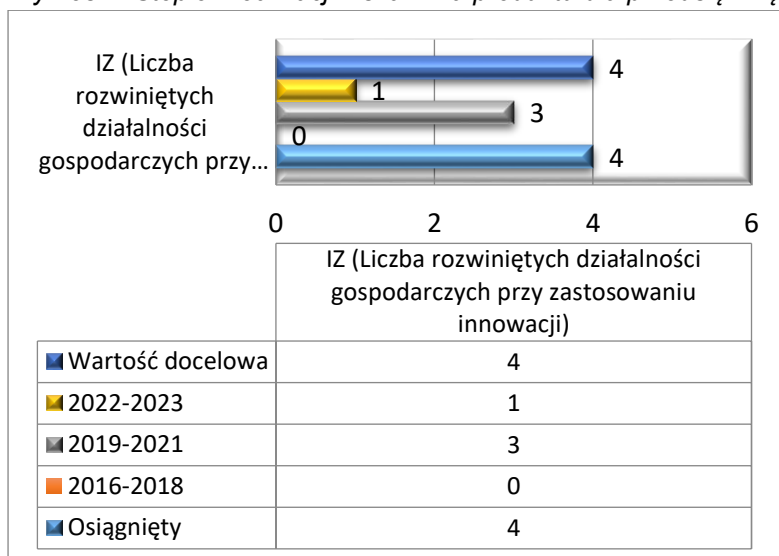 IZ (Liczba
rozwiniętych
działalności
gospodarczych przy...
4
1
3
0
4
0 2 4 6
IZ (Liczba rozwiniętych działalności
gospodarczych przy zastosowaniu
innowacji)
Wartość docelowa 4
2022-2023 1
2019-2021 3
2016-2018 0
Osiągnięty 4